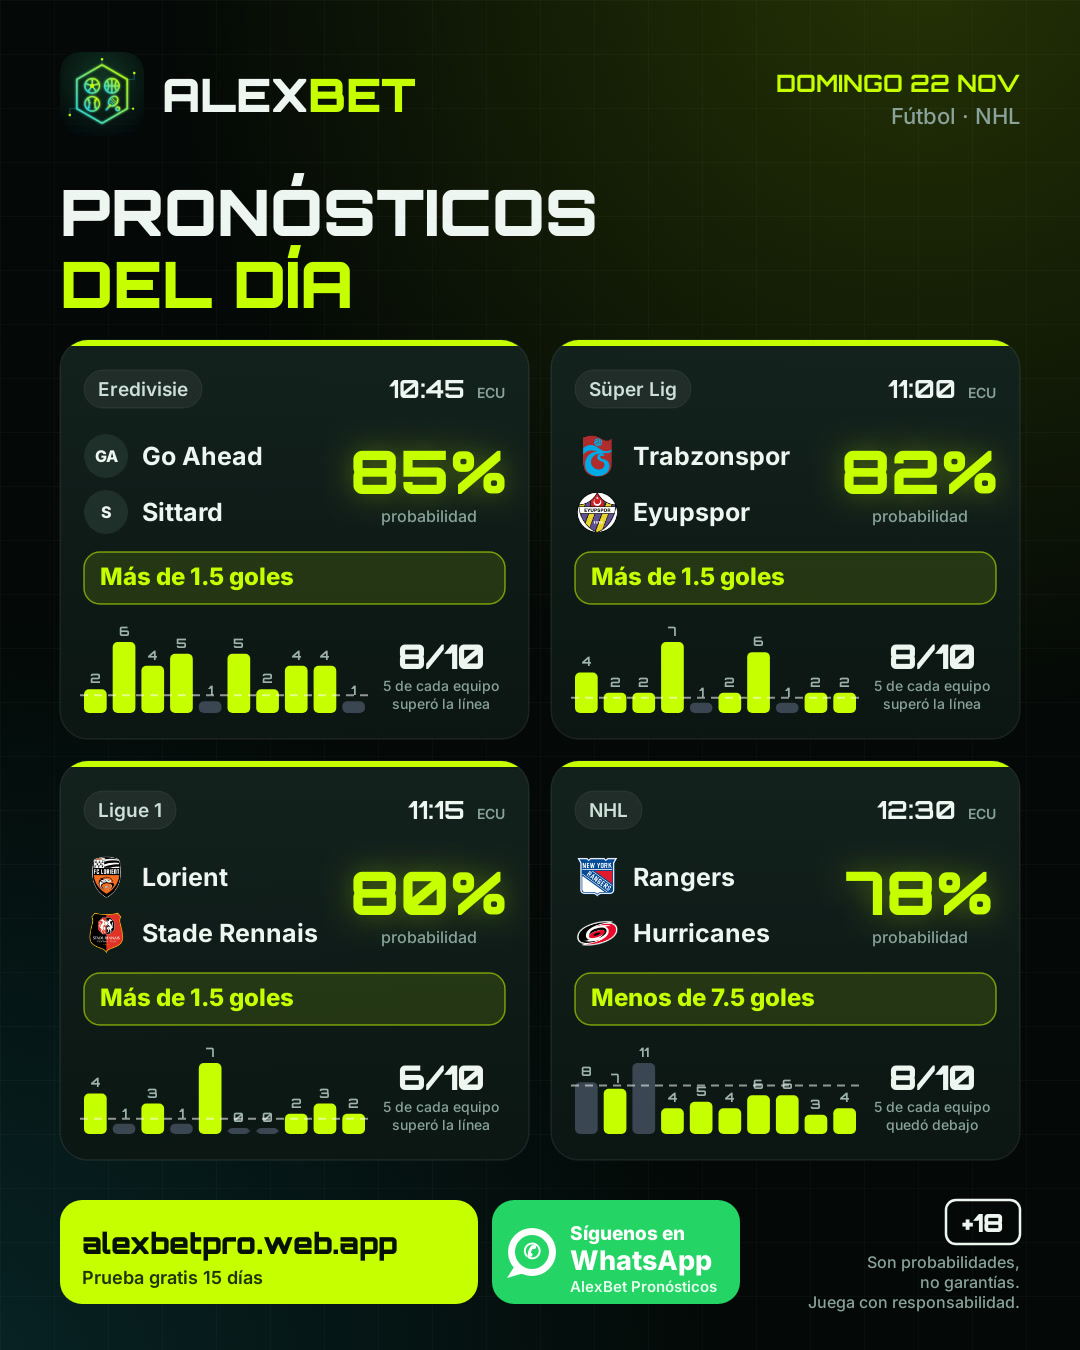 ALEXBET
DOMINGO 22 NOV
Fútbol · NHL
PRONÓSTICOS
DEL DÍA
Eredivisie
10:45 ECU
GA Go Ahead
S Sittard
85%
probabilidad
Más de 1.5 goles
2 6 4 5 1 5 2 4 4 1
8/10
5 de cada equipo
superó la línea
Süper Lig
11:00 ECU
Trabzonspor
EYUPSPOR
Eyupspor
82%
probabilidad
Más de 1.5 goles
4 2 2 7 1 2 6 1 2 2
8/10
5 de cada equipo
superó la línea
Ligue 1
11:15 ECU
FC LORIENT
Lorient
STADE RENNAIS
Stade Rennais
80%
probabilidad
Más de 1.5 goles
4 1 3 1 7 0 0 2 3 2
6/10
5 de cada equipo
superó la línea
NHL
12:30 ECU
NEW YORK
RANGERS
Rangers
Hurricanes
78%
probabilidad
Menos de 7.5 goles
8 7 11 4 5 4 6 6 3 4
8/10
5 de cada equipo
quedó debajo
alexbetpro.web.app
Prueba gratis 15 días
Síguenos en
WhatsApp
AlexBet Pronósticos
+18
Son probabilidades,
no garantías.
Juega con responsabilidad.